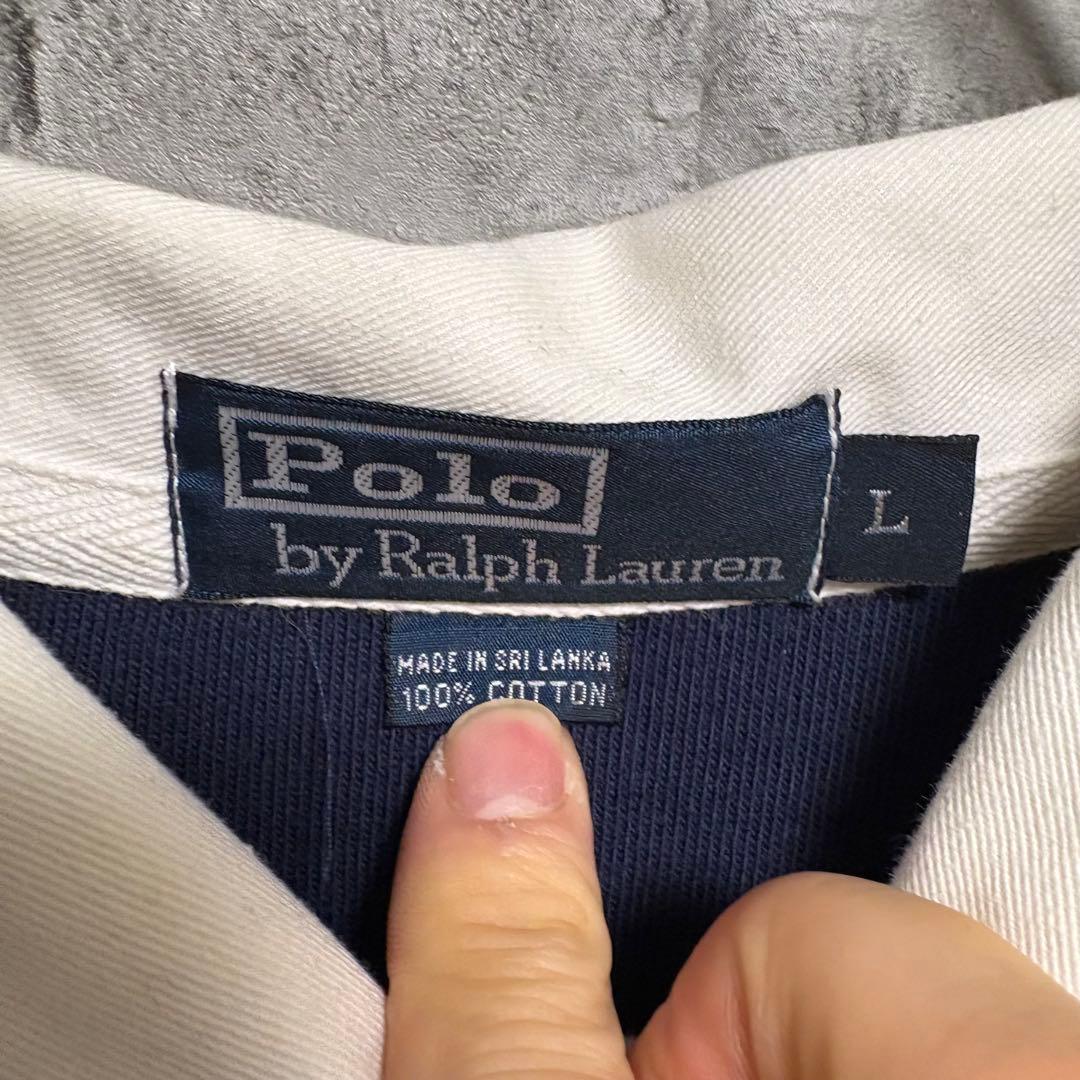 Polo
by Ralph Lauren
L
MADE IN SRI LANKA
100% COTTON